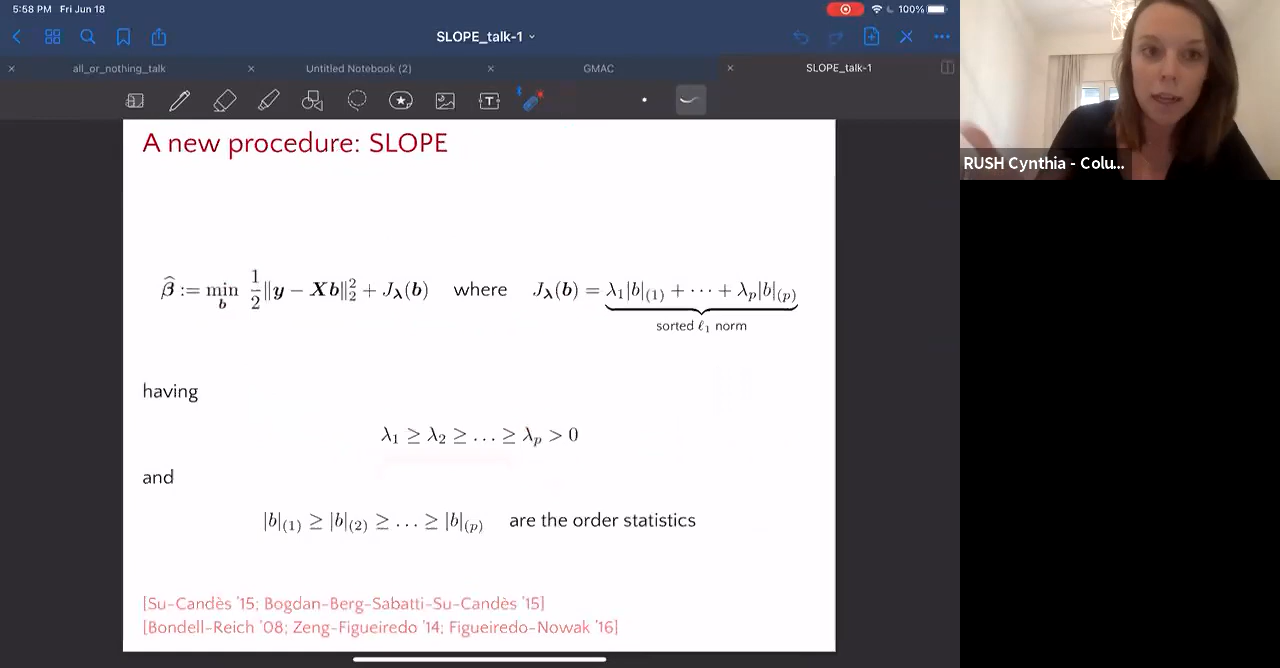 5:58 PM Fri Jun 18
100%
SLOPE_talk-1
all_or_nothing_talk
Untitled Notebook (2)
GMAC
SLOPE_talk-1
RUSH Cynthia - Colu...
A new procedure: SLOPE
β̂ := min_b 1/2 ‖y − Xb‖₂² + J_λ(b) where J_λ(b) = λ₁|b|₍₁₎ + ⋯ + λ_p|b|₍p₎
sorted ℓ₁ norm
having
λ₁ ≥ λ₂ ≥ … ≥ λ_p > 0
and
|b|₍₁₎ ≥ |b|₍₂₎ ≥ … ≥ |b|₍p₎ are the order statistics
[Su-Candès '15; Bogdan-Berg-Sabatti-Su-Candès '15]
[Bondell-Reich '08; Zeng-Figueiredo '14; Figueiredo-Nowak '16]